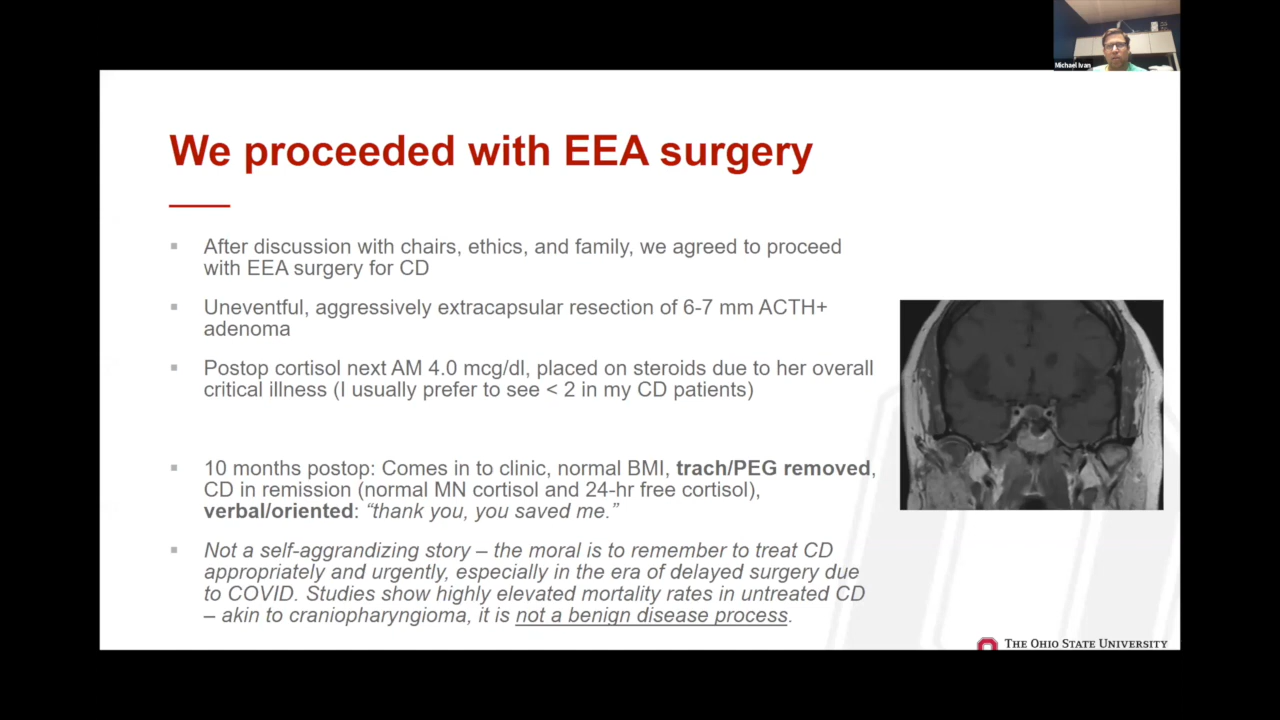 Michael Ivan
We proceeded with EEA surgery
▪ After discussion with chairs, ethics, and family, we agreed to proceed
with EEA surgery for CD
▪ Uneventful, aggressively extracapsular resection of 6-7 mm ACTH+
adenoma
▪ Postop cortisol next AM 4.0 mcg/dl, placed on steroids due to her overall
critical illness (I usually prefer to see < 2 in my CD patients)
▪ 10 months postop: Comes in to clinic, normal BMI, trach/PEG removed,
CD in remission (normal MN cortisol and 24-hr free cortisol),
verbal/oriented: “thank you, you saved me.”
▪ Not a self-aggrandizing story – the moral is to remember to treat CD
appropriately and urgently, especially in the era of delayed surgery due
to COVID. Studies show highly elevated mortality rates in untreated CD
– akin to craniopharyngioma, it is not a benign disease process.
THE OHIO STATE UNIVERSITY